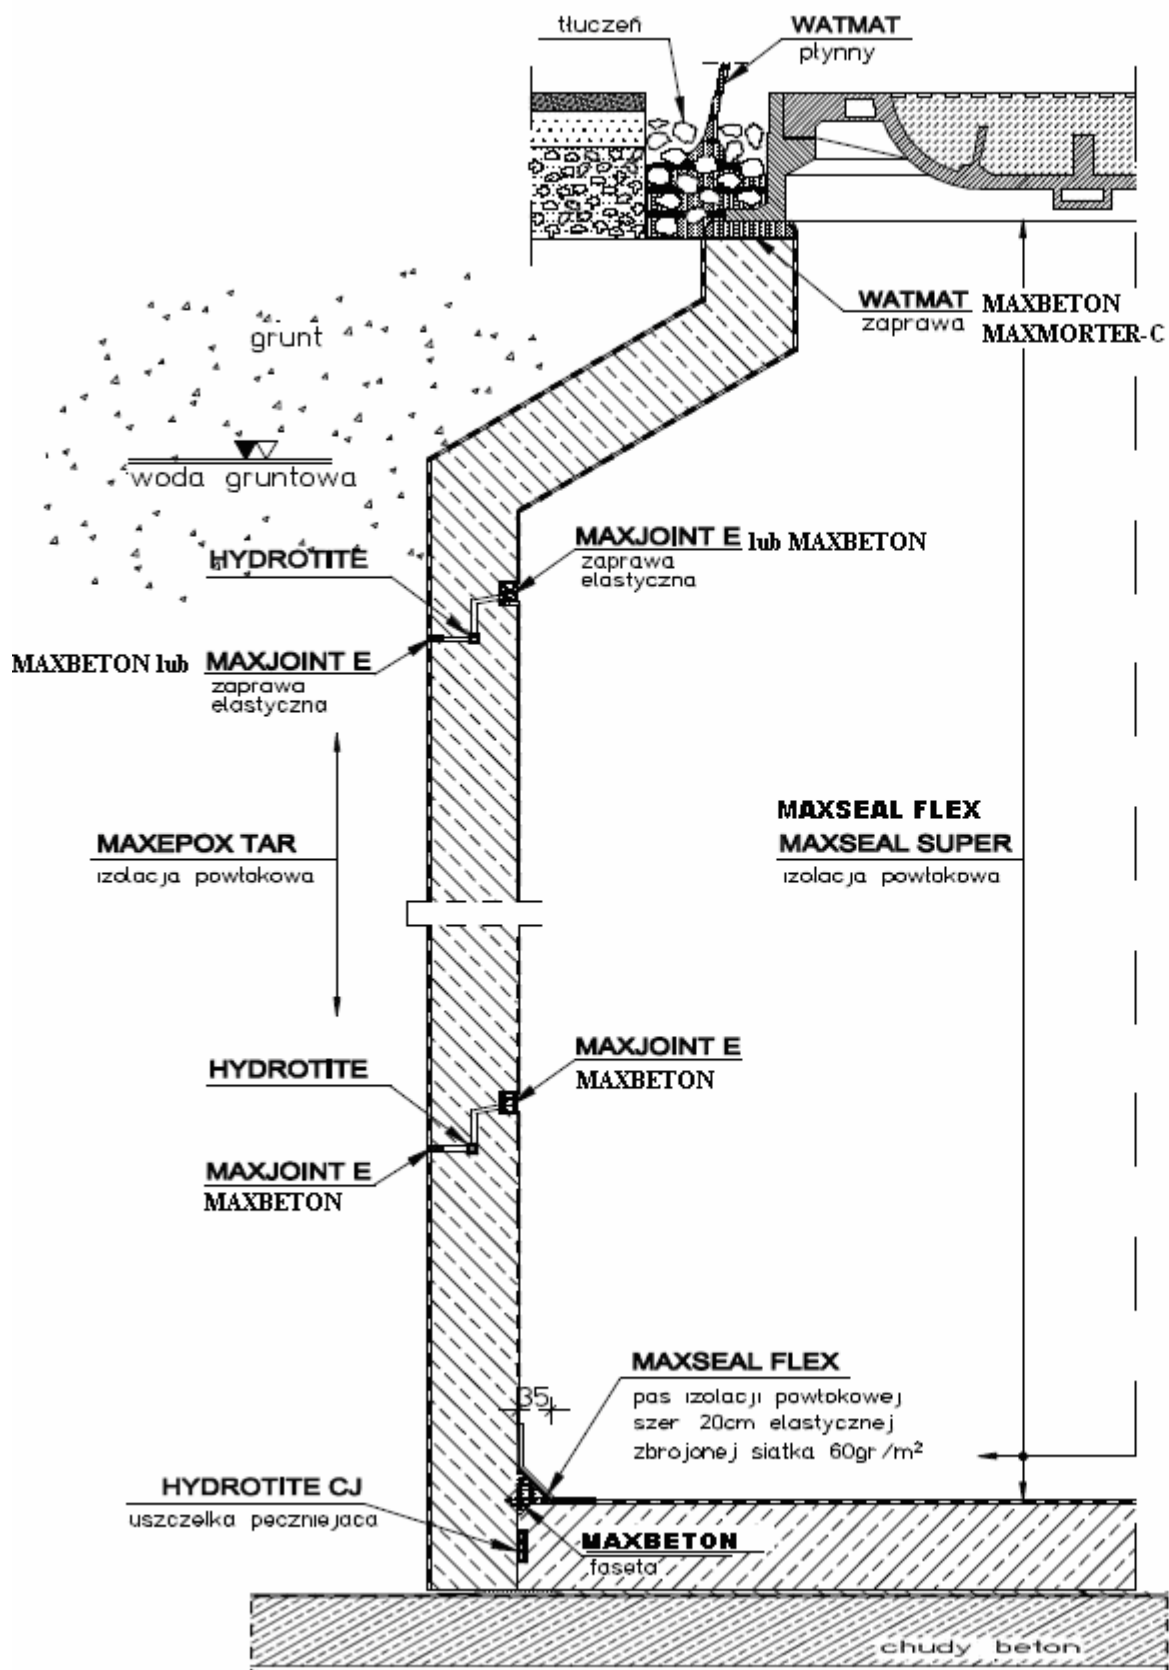 tłuczeń
WATMAT
płynny
WATMAT MAXBETON
zaprawa MAXMORTER-C
grunt
woda gruntowa
HYDROTITE
MAXJOINT E lub MAXBETON
zaprawa
elastyczna
MAXBETON lub MAXJOINT E
zaprawa
elastyczna
MAXEPOX TAR
izolacja powłokowa
MAXSEAL FLEX
MAXSEAL SUPER
izolacja powłokowa
HYDROTITE
MAXJOINT E
MAXBETON
MAXJOINT E
MAXBETON
35
MAXSEAL FLEX
pas izolacji powłokowej
szer 20cm elastycznej
zbrojonej siatka 60gr/m²
HYDROTITE CJ
uszczelka peczniejaca
MAXBETON
faseta
chudy beton